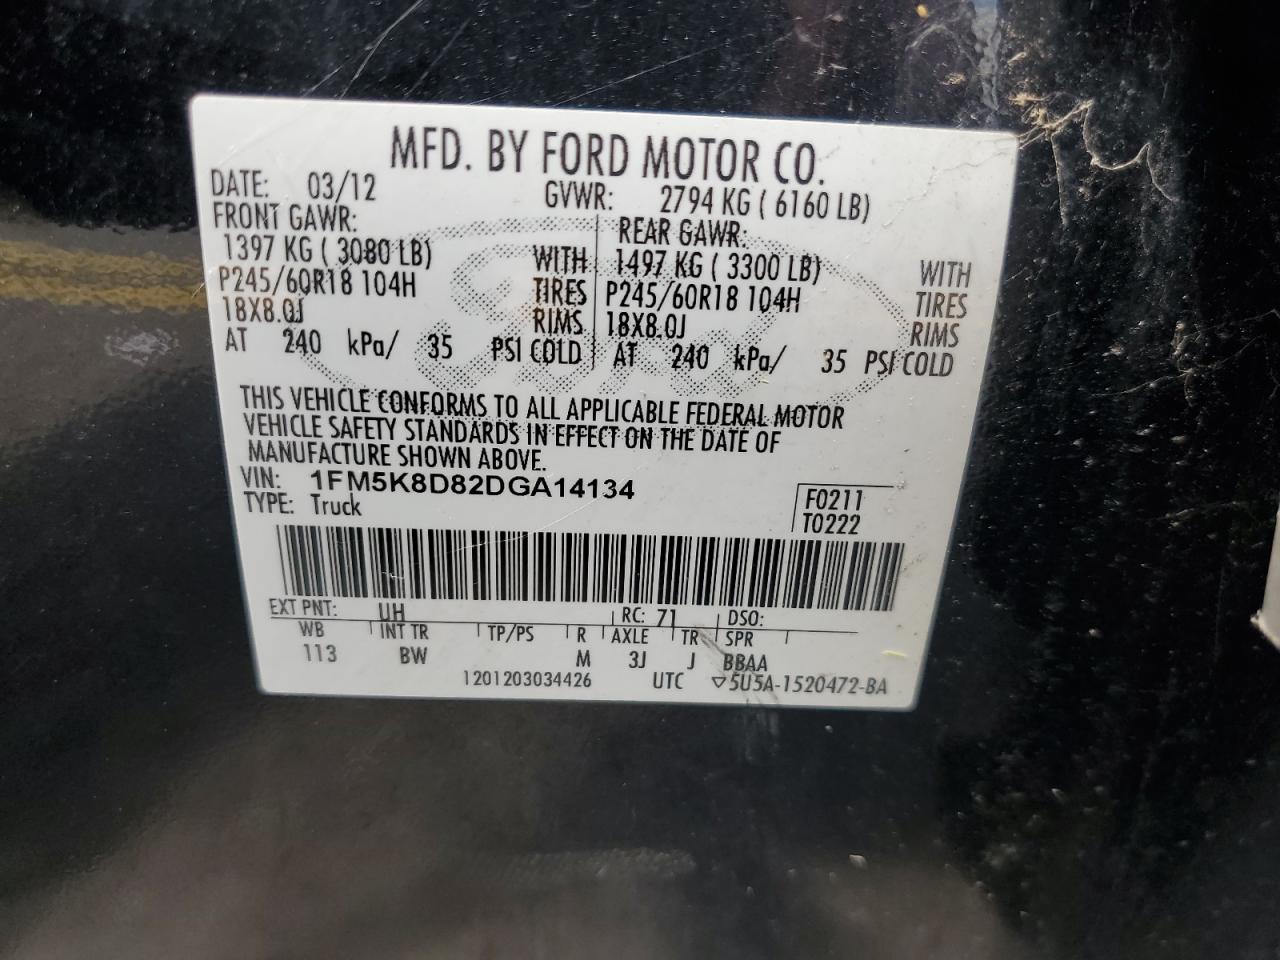 MFD. BY FORD MOTOR CO.
DATE: 03/12 GVWR: 2794 KG ( 6160 LB)
FRONT GAWR: REAR GAWR:
1397 KG ( 3080 LB) WITH 1497 KG ( 3300 LB) WITH
P245/60R18 104H TIRES P245/60R18 104H TIRES
18X8.0J RIMS 18X8.0J RIMS
AT 240 kPa/ 35 PSI COLD AT 240 kPa/ 35 PSI COLD
THIS VEHICLE CONFORMS TO ALL APPLICABLE FEDERAL MOTOR
VEHICLE SAFETY STANDARDS IN EFFECT ON THE DATE OF
MANUFACTURE SHOWN ABOVE.
VIN: 1FM5K8D82DGA14134
TYPE: Truck
F0211
T0222
EXT PNT: UH RC: 71 DSO:
WB INT TR TP/PS R AXLE TR SPR
113 BW M 3J J BBAA
1201203034426 UTC ▽5U5A-1520472-BA